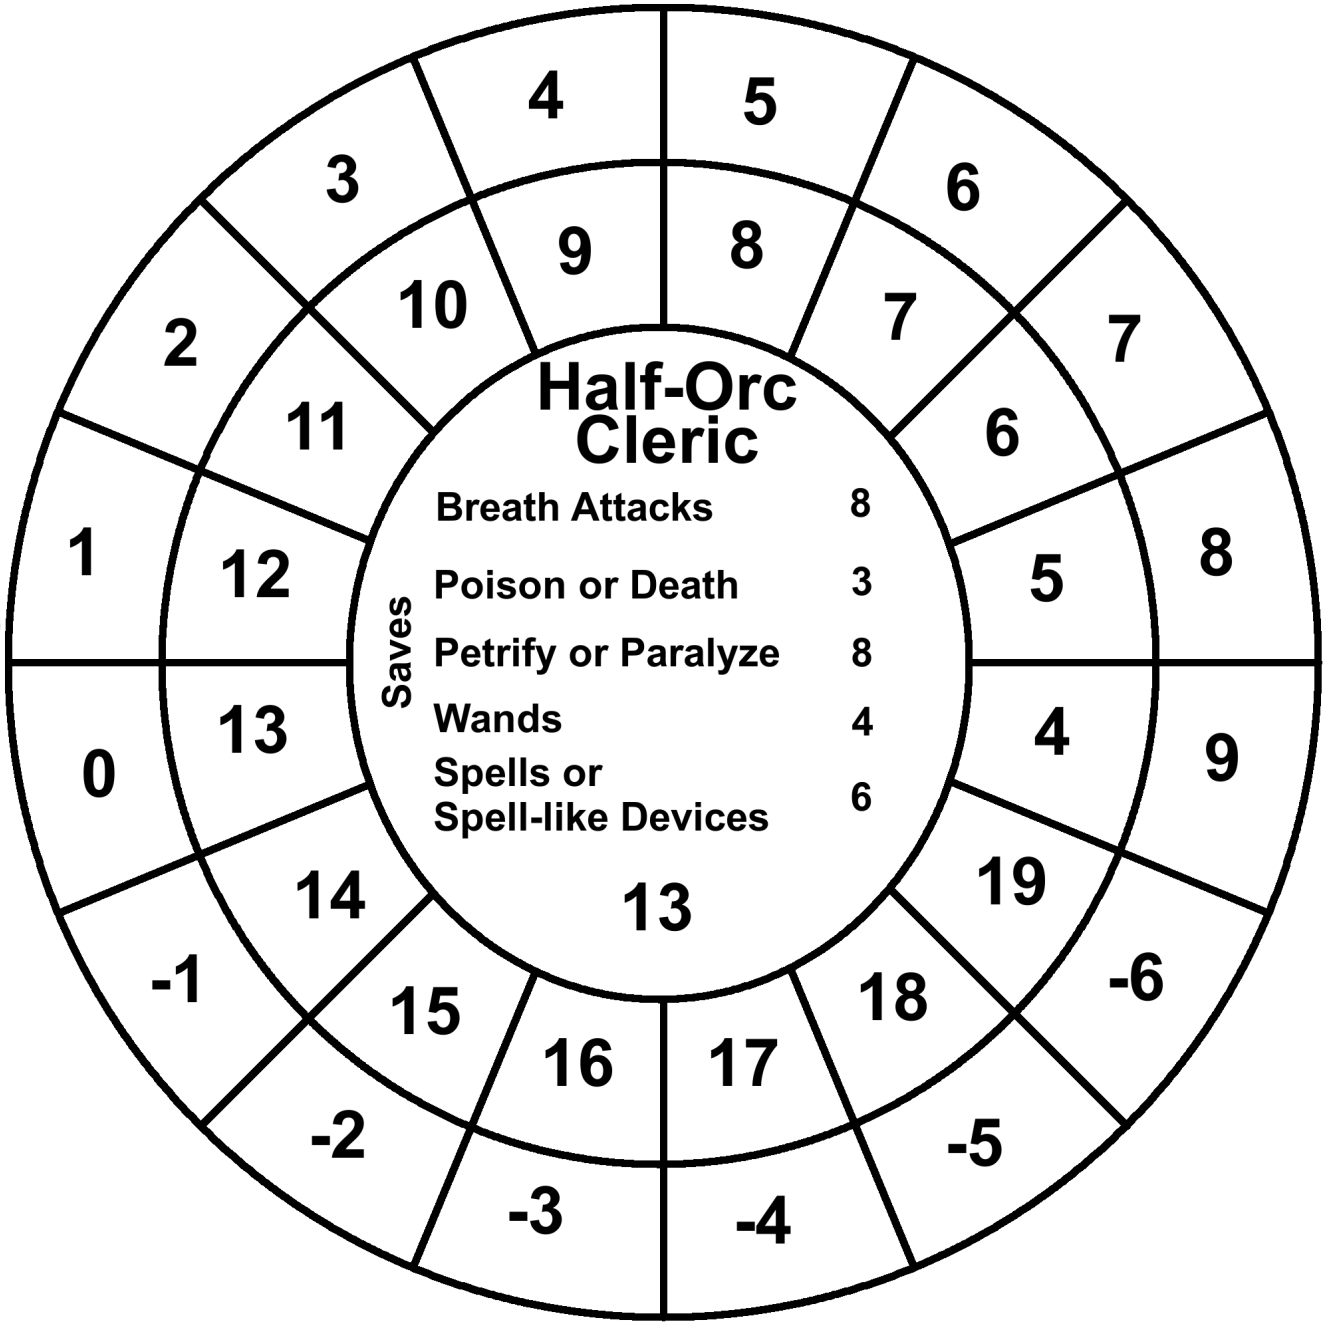 4 5
3 6
9 8
10 7
2 7
11 6
Half-Orc
Cleric
Breath Attacks 8
1 8
12 5
Poison or Death 3
Saves
Petrify or Paralyze 8
Wands 4
13 4
0 9
Spells or
Spell-like Devices 6
14 19
13
-1 -6
15 18
16 17
-2 -5
-3 -4